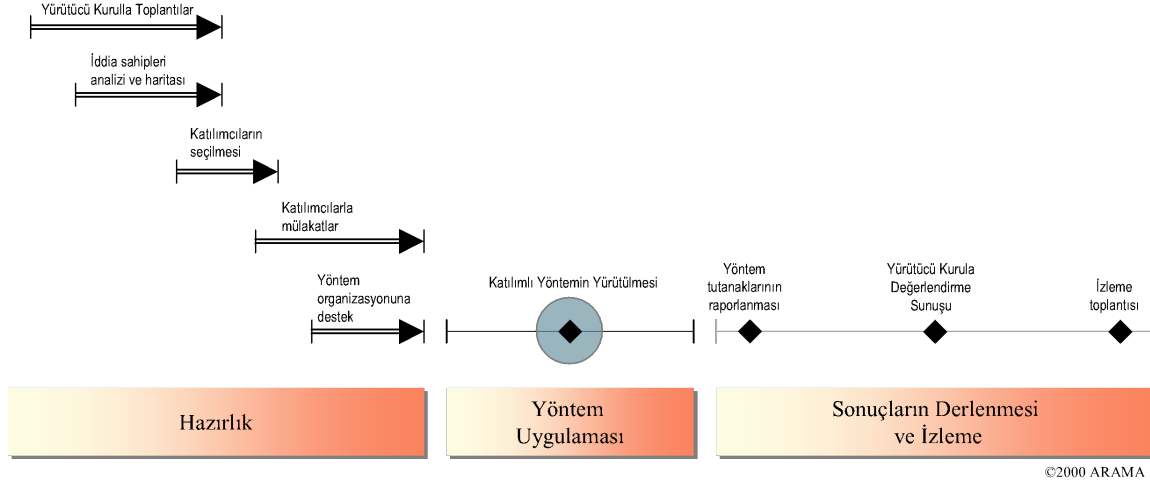 Yürütücü Kurulla Toplantılar
İddia sahipleri
analizi ve haritası
Katılımcıların
seçilmesi
Katılımcılarla
mülakatlar
Yöntem
organizasyonuna
destek
Katılımlı Yöntemin Yürütülmesi
Yöntem
tutanaklarının
raporlanması
Yürütücü Kurula
Değerlendirme
Sunuşu
İzleme
toplantısı
Hazırlık
Yöntem
Uygulaması
Sonuçların Derlenmesi
ve İzleme
©2000 ARAMA